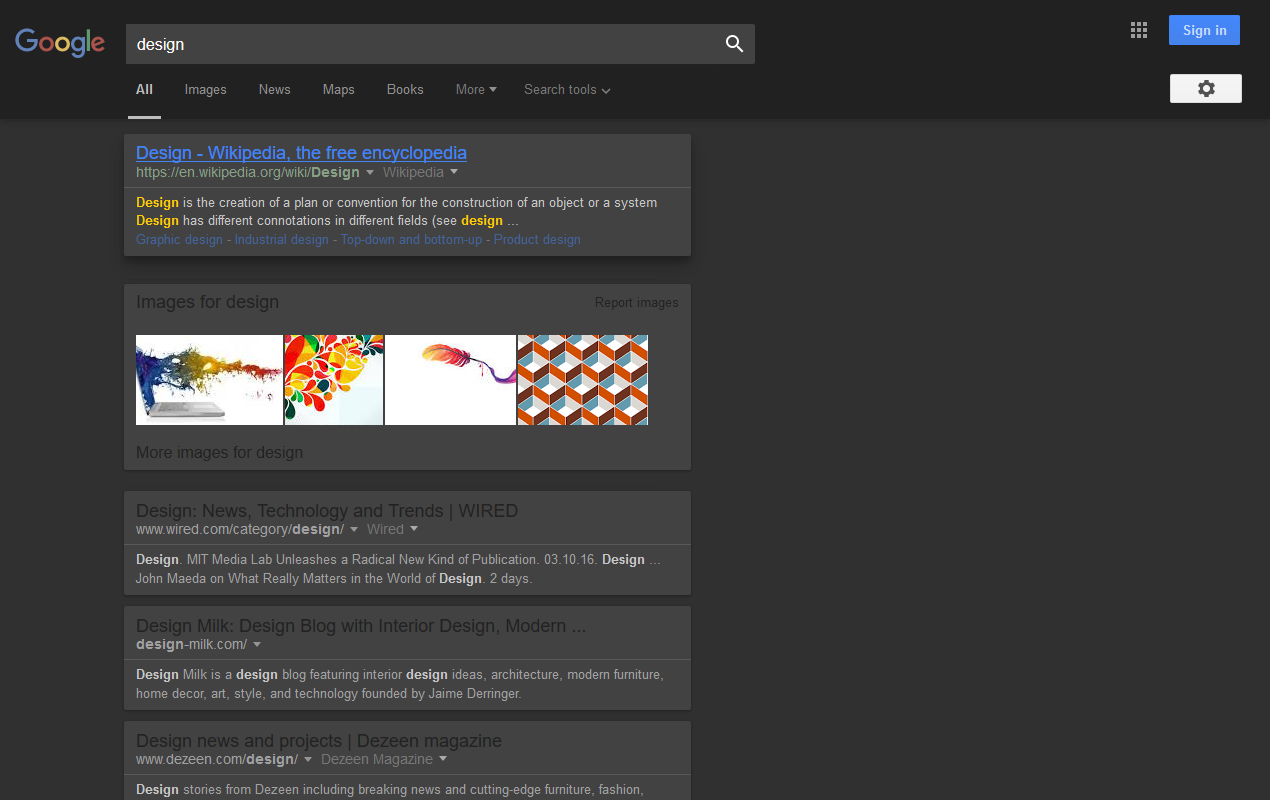 Google
design
Sign in
All Images News Maps Books More Search tools
Design - Wikipedia, the free encyclopedia
https://en.wikipedia.org/wiki/Design Wikipedia
Design is the creation of a plan or convention for the construction of an object or a system
Design has different connotations in different fields (see design ...
Graphic design - Industrial design - Top-down and bottom-up - Product design
Images for design
Report images
More images for design
Design: News, Technology and Trends | WIRED
www.wired.com/category/design/ Wired
Design. MIT Media Lab Unleashes a Radical New Kind of Publication. 03.10.16. Design ...
John Maeda on What Really Matters in the World of Design. 2 days.
Design Milk: Design Blog with Interior Design, Modern ...
design-milk.com/
Design Milk is a design blog featuring interior design ideas, architecture, modern furniture,
home decor, art, style, and technology founded by Jaime Derringer.
Design news and projects | Dezeen magazine
www.dezeen.com/design/ Dezeen Magazine
Design stories from Dezeen including breaking news and cutting-edge furniture, fashion,